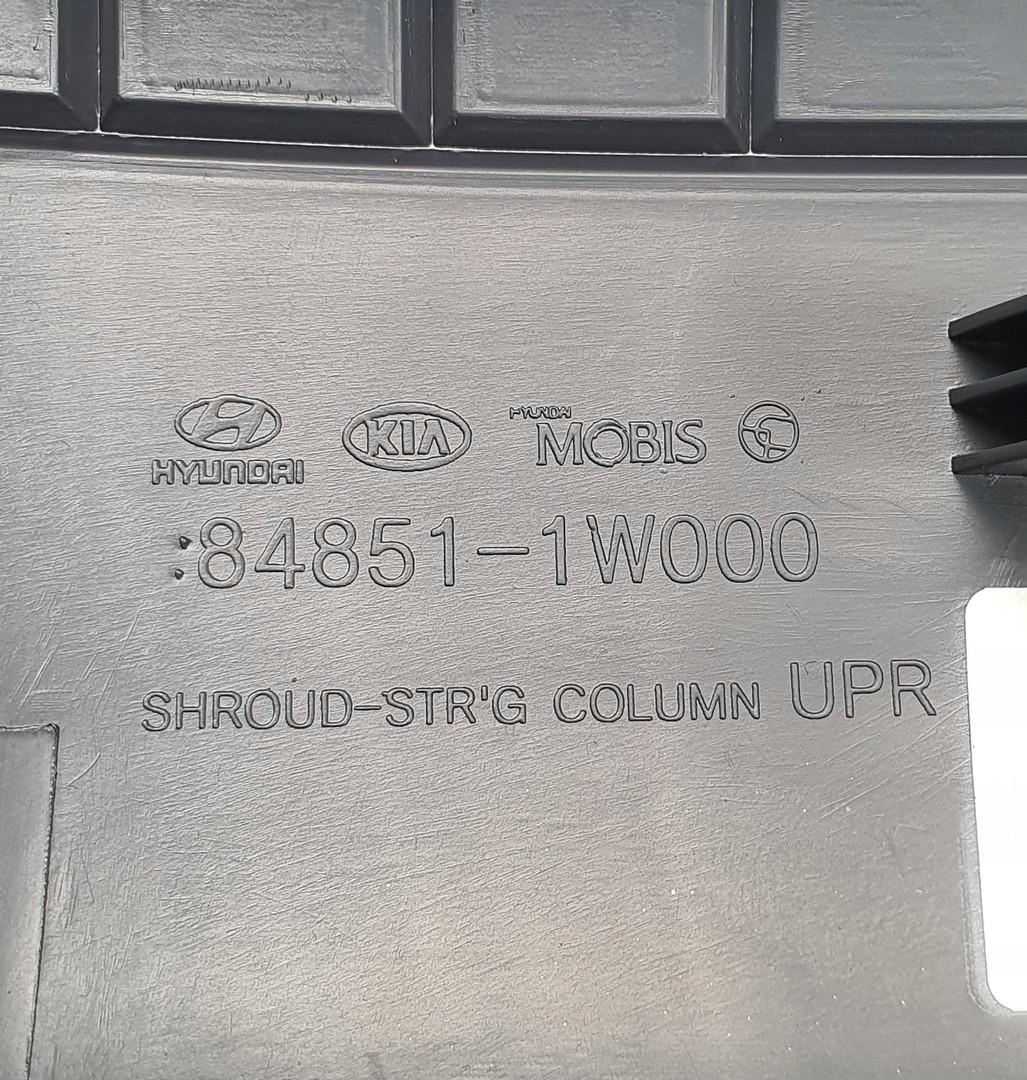 HYUNDAI KIA HYUNDAI MOBIS
:84851-1W000
SHROUD-STR'G COLUMN UPR